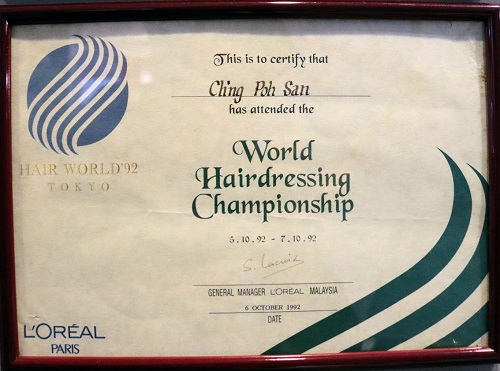 This is to certify that
Ching Poh San
has attended the
World
Hairdressing
Championship
5.10.92 - 7.10.92
GENERAL MANAGER L'ORÉAL MALAYSIA
6 OCTOBER 1992
DATE
HAIR WORLD'92
TOKYO
L'ORÉAL
PARIS